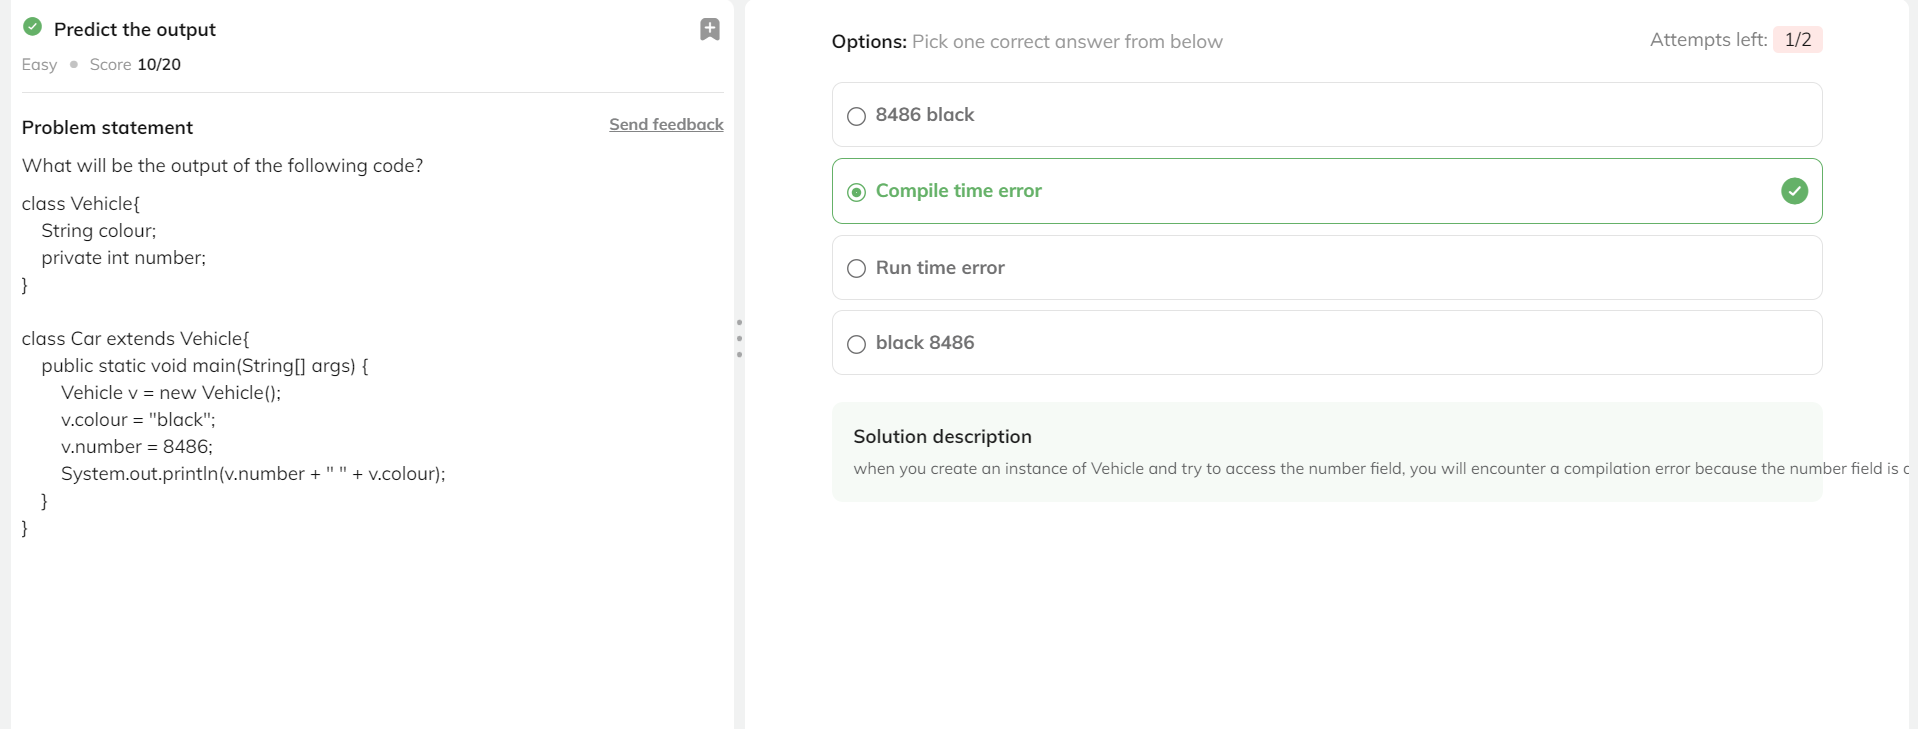 Predict the output
Easy • Score 10/20
Problem statement
Send feedback
What will be the output of the following code?
class Vehicle{
    String colour;
    private int number;
}

class Car extends Vehicle{
    public static void main(String[] args) {
        Vehicle v = new Vehicle();
        v.colour = "black";
        v.number = 8486;
        System.out.println(v.number + " " + v.colour);
    }
}
Options: Pick one correct answer from below
Attempts left: 1/2
8486 black
Compile time error
Run time error
black 8486
Solution description
when you create an instance of Vehicle and try to access the number field, you will encounter a compilation error because the number field is